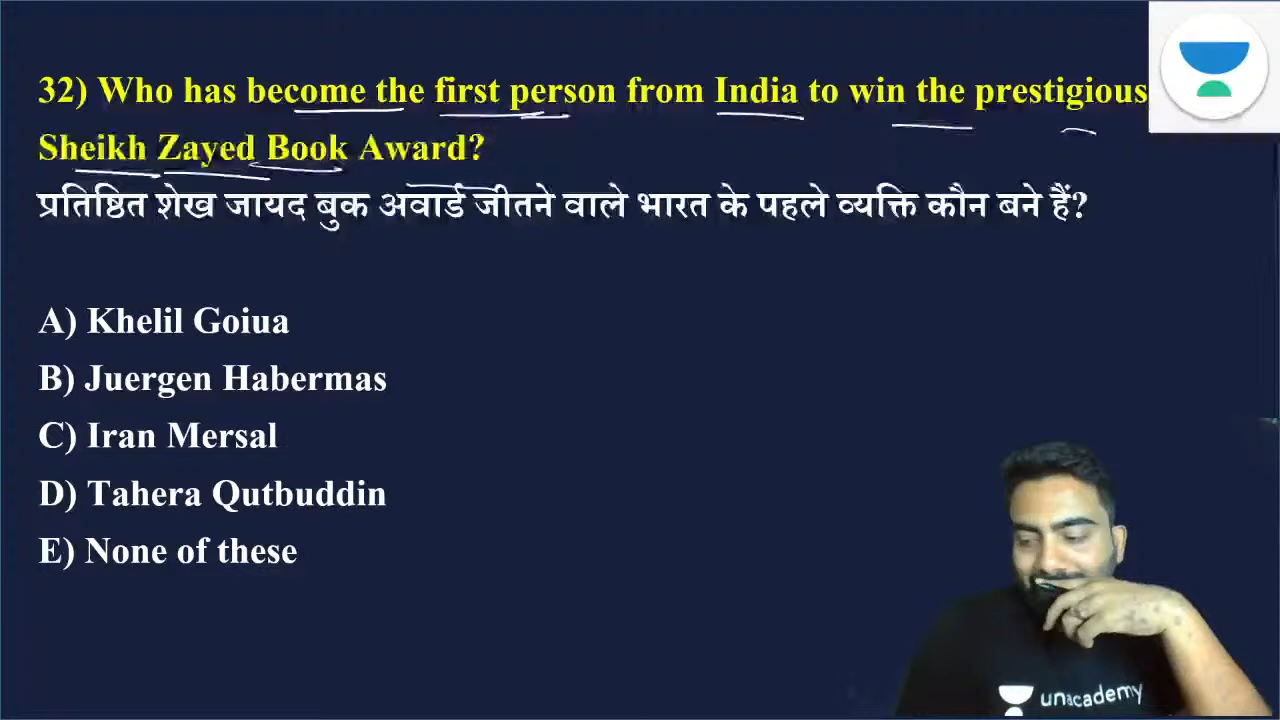 32) Who has become the first person from India to win the prestigious
Sheikh Zayed Book Award?
प्रतिष्ठित शेख जायद बुक अवार्ड जीतने वाले भारत के पहले व्यक्ति कौन बने हैं?
A) Khelil Goiua
B) Juergen Habermas
C) Iran Mersal
D) Tahera Qutbuddin
E) None of these
unacademy